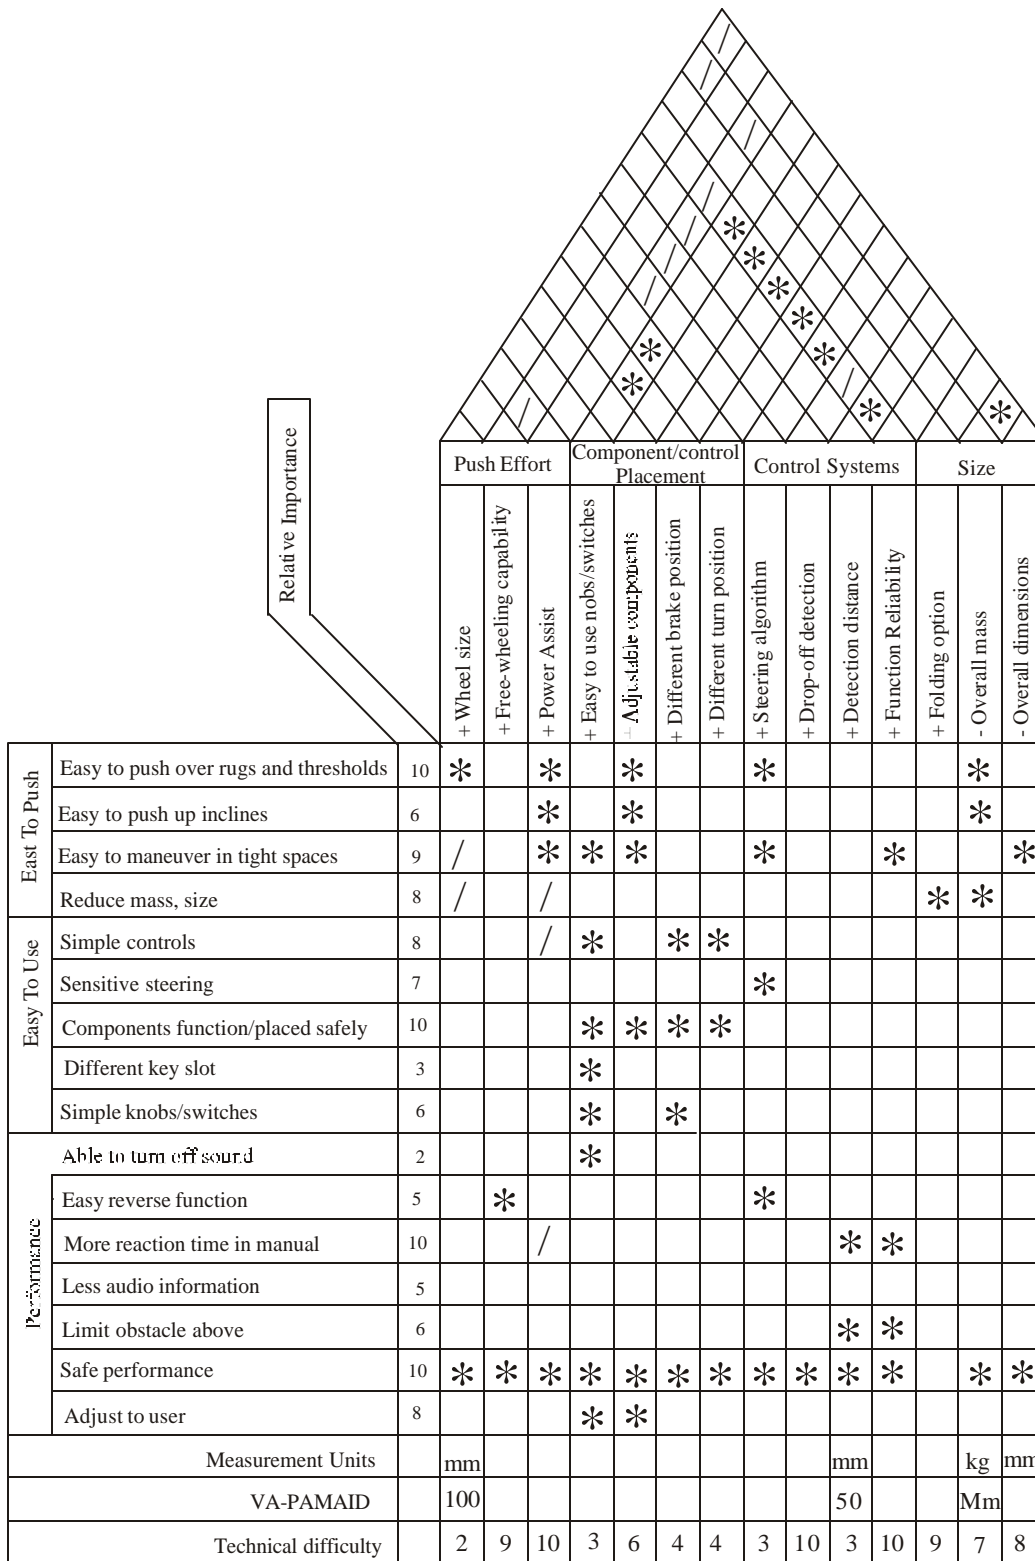 Relative Importance
Push Effort
Component/control
Placement
Control Systems
Size
+ Wheel size
+ Free-wheeling capability
+ Power Assist
+ Easy to use nobs/switches
+ Adjustable components
+ Different brake position
+ Different turn position
+ Steering algorithm
+ Drop-off detection
+ Detection distance
+ Function Reliability
+ Folding option
- Overall mass
- Overall dimensions
East To Push
Easy to push over rugs and thresholds 10 * * * * *
Easy to push up inclines 6 * * *
Easy to maneuver in tight spaces 9 / * * * * * *
Reduce mass, size 8 / / * *
Easy To Use
Simple controls 8 / * * *
Sensitive steering 7 *
Components function/placed safely 10 * * * *
Different key slot 3 *
Simple knobs/switches 6 * *
Performance
Able to turn off sound 2 *
Easy reverse function 5 * *
More reaction time in manual 10 / * *
Less audio information 5
Limit obstacle above 6 * *
Safe performance 10 * * * * * * * * * * * * *
Adjust to user 8 * *
Measurement Units mm mm kg mm
VA-PAMAID 100 50 Mm
Technical difficulty 2 9 10 3 6 4 4 3 10 3 10 9 7 8